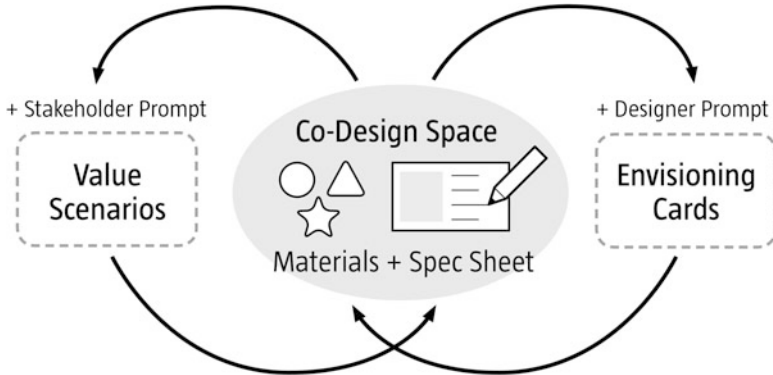 + Stakeholder Prompt
Value
Scenarios
Co-Design Space
Materials + Spec Sheet
+ Designer Prompt
Envisioning
Cards